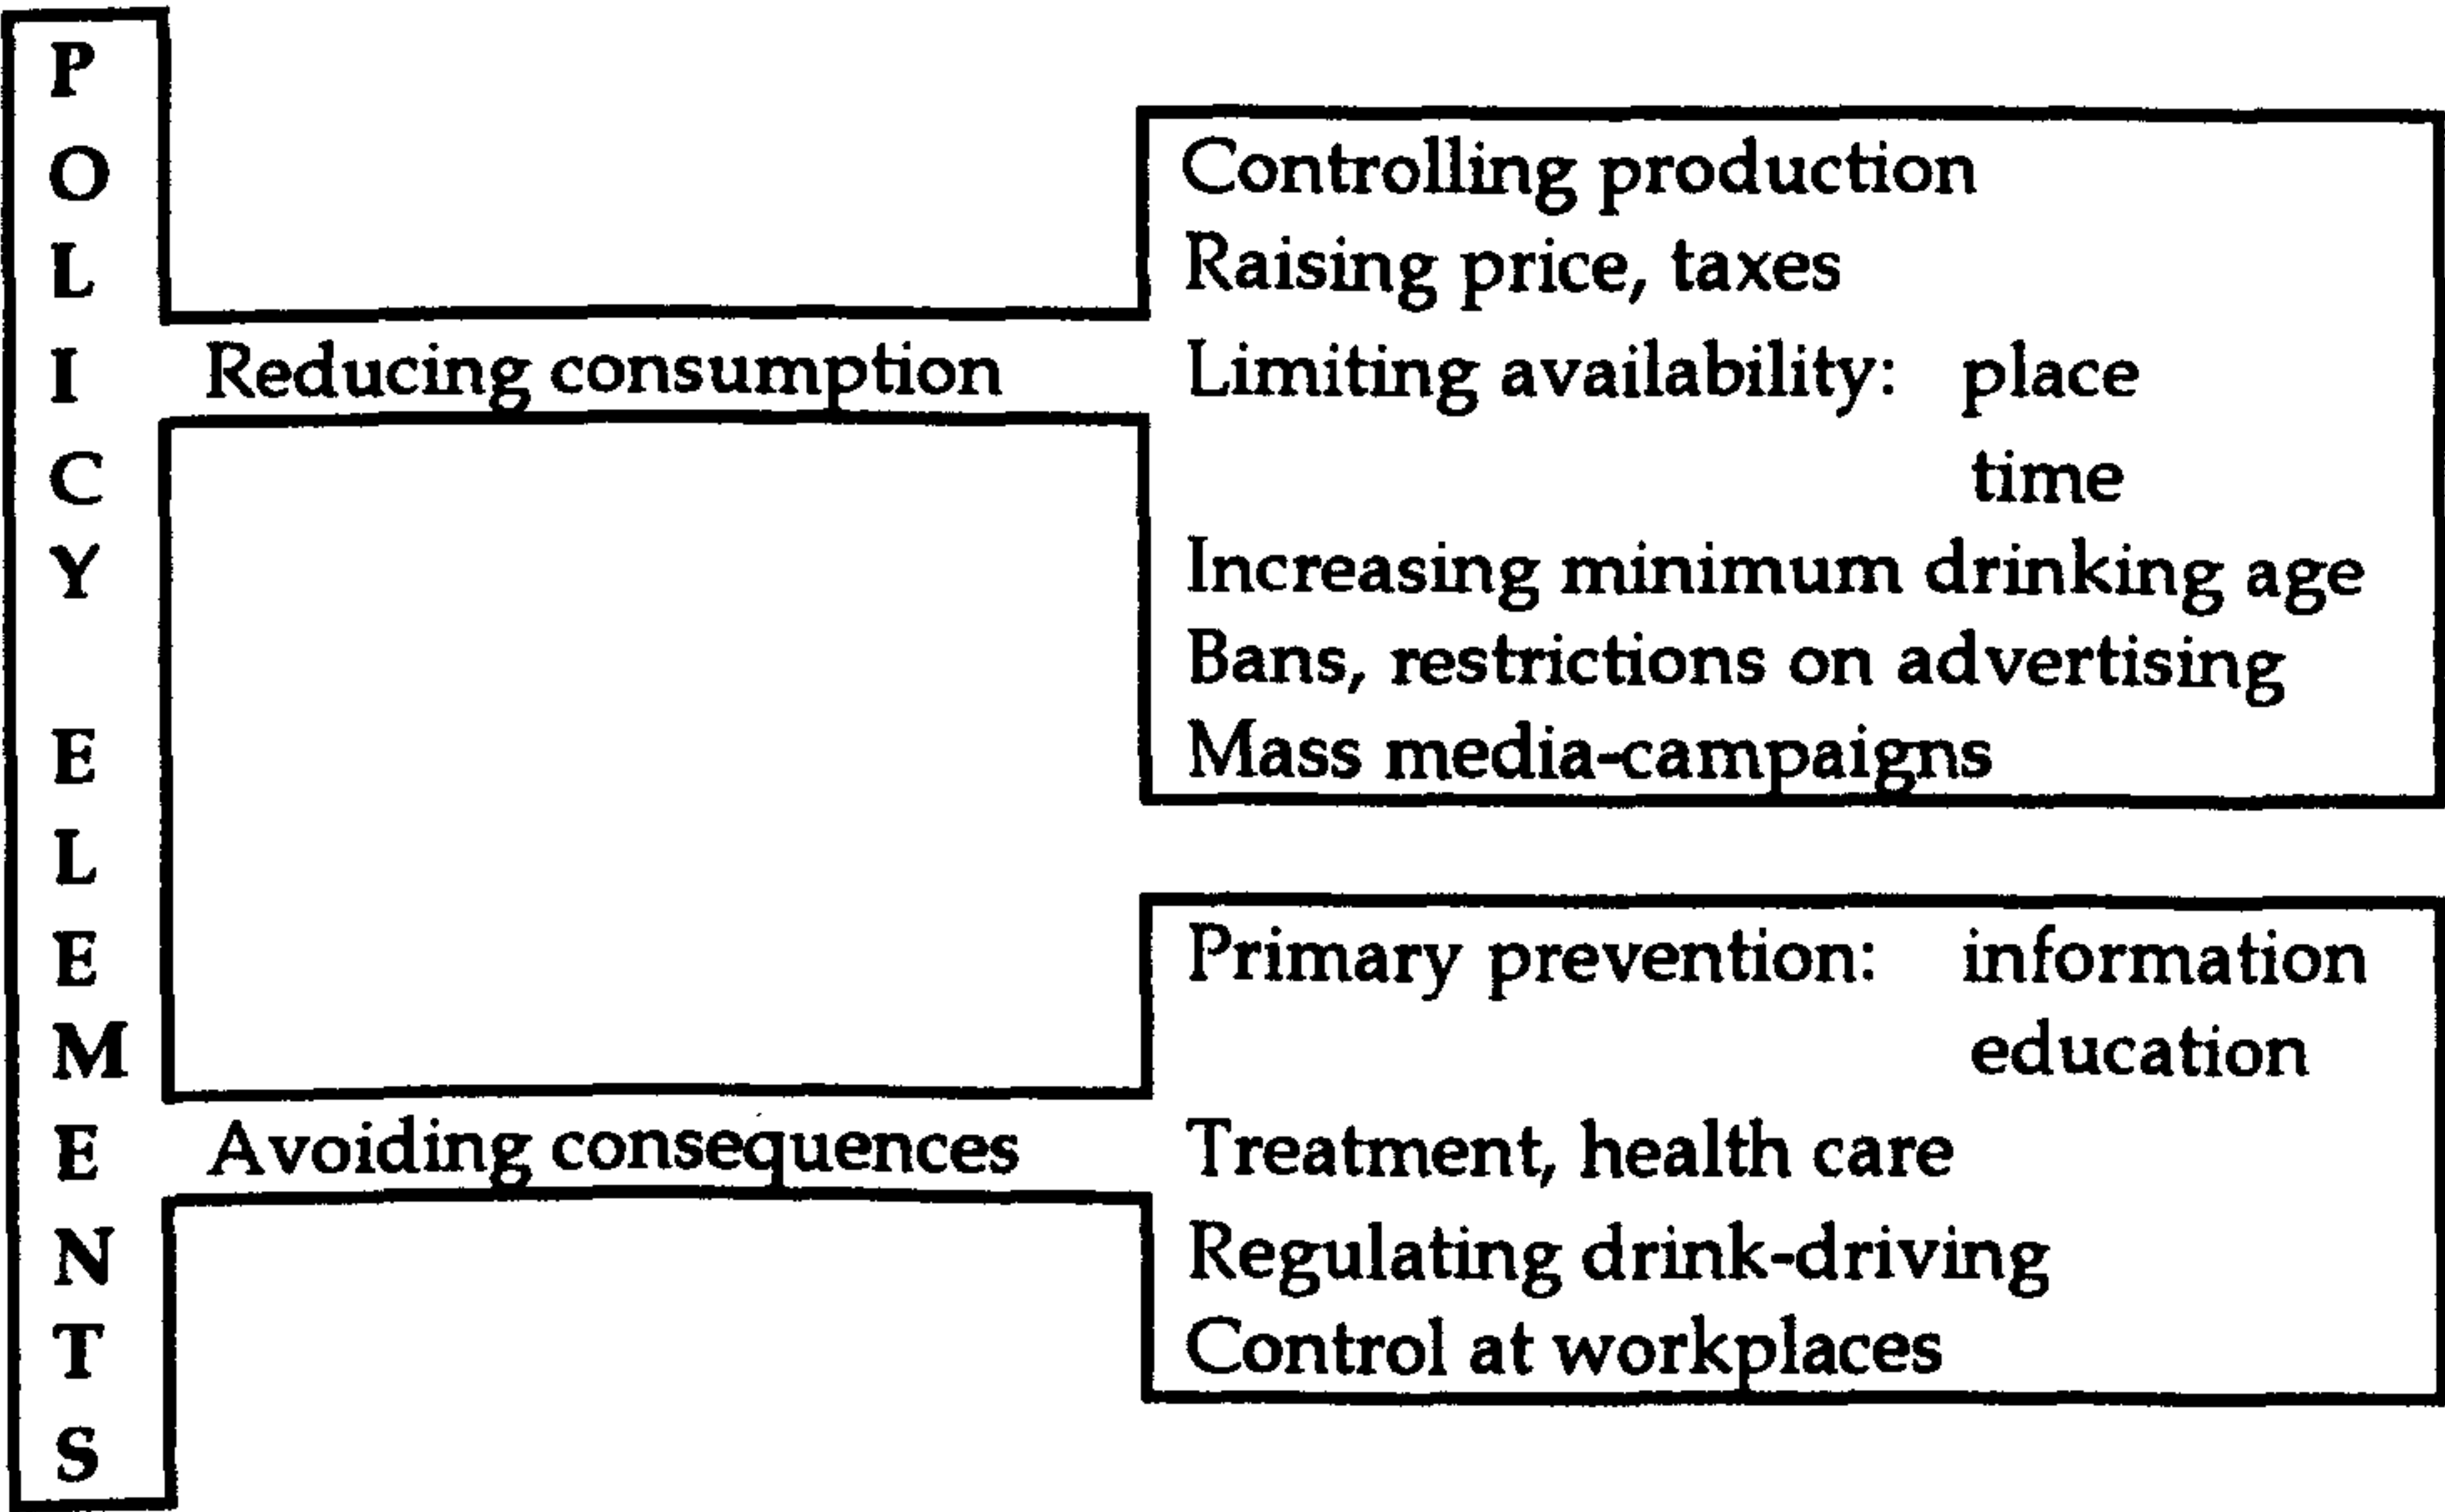 POLICY ELEMENTS
Reducing consumption
Controlling production
Raising price, taxes
Limiting availability: place
time
Increasing minimum drinking age
Bans, restrictions on advertising
Mass media-campaigns
Avoiding consequences
Primary prevention: information
education
Treatment, health care
Regulating drink-driving
Control at workplaces